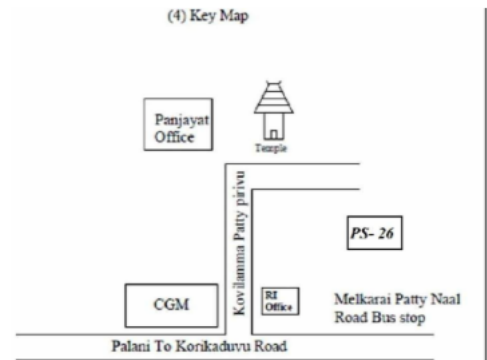 (4) Key Map
Panjayat
Office
Temple
Kovilamma Patty pirivu
PS- 26
CGM
RI
Office
Melkarai Patty Naal
Road Bus stop
Palani To Korikaduvu Road